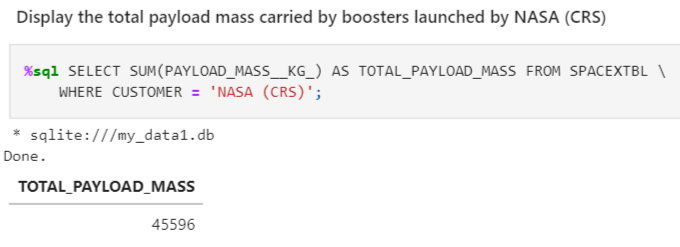 Display the total payload mass carried by boosters launched by NASA (CRS)
%sql SELECT SUM(PAYLOAD_MASS__KG_) AS TOTAL_PAYLOAD_MASS FROM SPACEXTBL \
WHERE CUSTOMER = 'NASA (CRS)';
* sqlite:///my_data1.db
Done.
TOTAL_PAYLOAD_MASS
45596